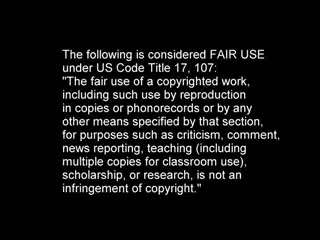 The following is considered FAIR USE
under US Code Title 17, 107:
"The fair use of a copyrighted work,
including such use by reproduction
in copies or phonorecords or by any
other means specified by that section,
for purposes such as criticism, comment,
news reporting, teaching (including
multiple copies for classroom use),
scholarship, or research, is not an
infringement of copyright."